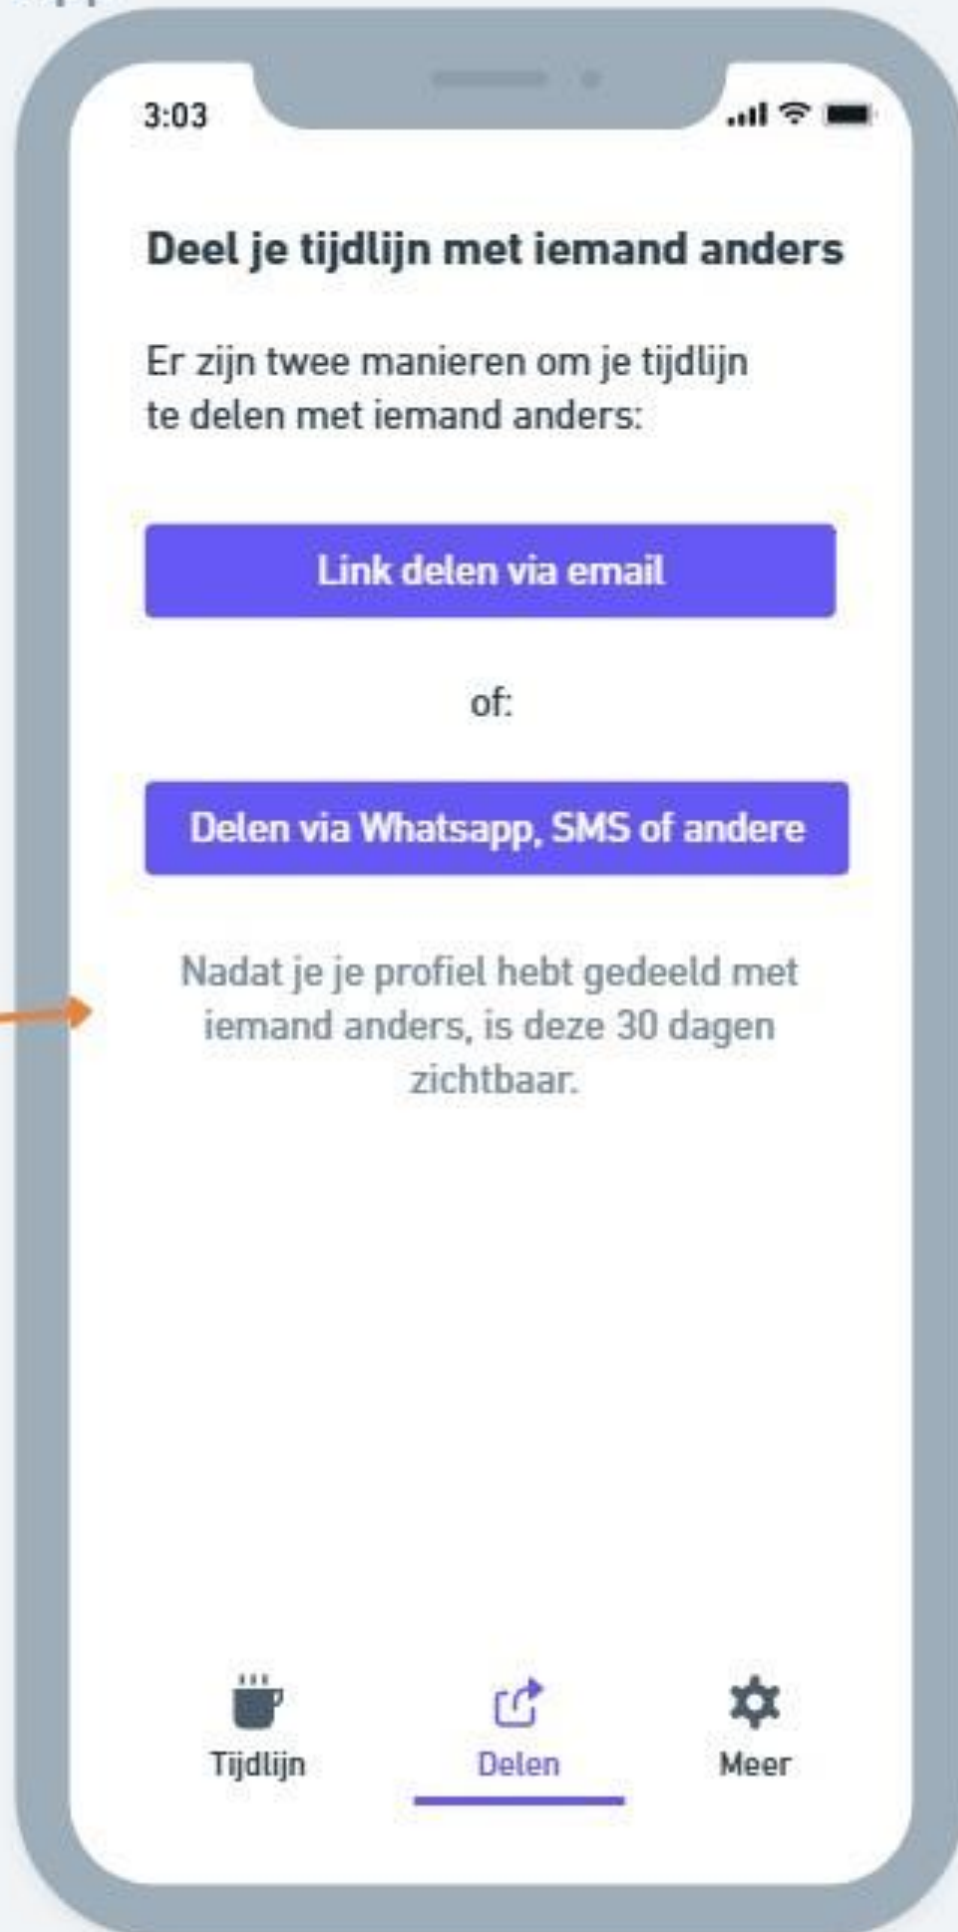 3:03
Deel je tijdlijn met iemand anders
Er zijn twee manieren om je tijdlijn
te delen met iemand anders:
Link delen via email
of:
Delen via Whatsapp, SMS of andere
Nadat je je profiel hebt gedeeld met
iemand anders, is deze 30 dagen
zichtbaar.
Tijdlijn
Delen
Meer